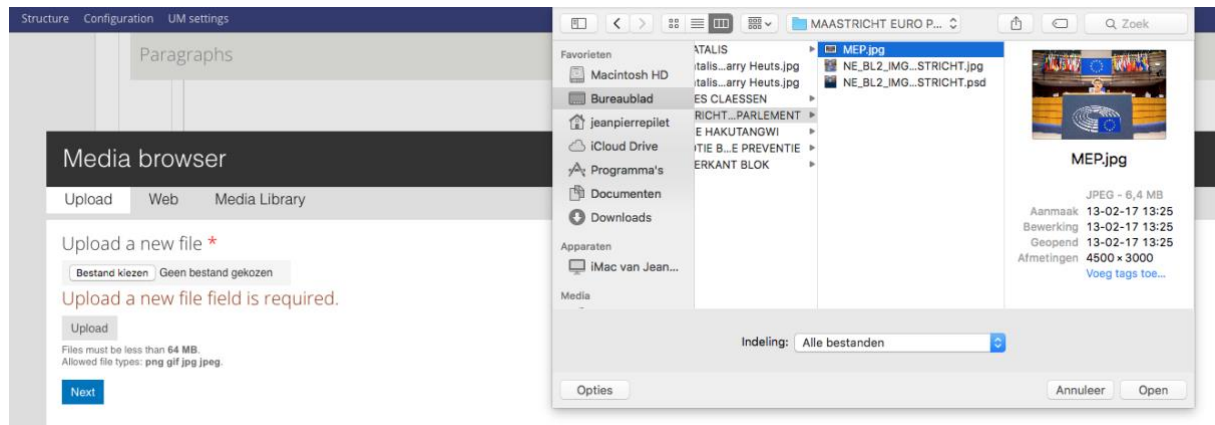 Structure Configuration UM settings
Paragraphs
Media browser
Upload Web Media Library
Upload a new file *
Bestand kiezen Geen bestand gekozen
Upload a new file field is required.
Upload
Files must be less than 64 MB.
Allowed file types: png gif jpg jpeg.
Next
MAASTRICHT EURO P...
Zoek
Favorieten
Macintosh HD
Bureaublad
jeanpierrepilet
iCloud Drive
Programma's
Documenten
Downloads
Apparaten
iMac van Jean...
Media
ATALIS
italis...arry Heuts.jpg
italis...arry Heuts.jpg
ES CLAESSEN
RICHT...PARLEMENT
E HAKUTANGWI
TIE B...E PREVENTIE
ERKANT BLOK
MEP.jpg
NE_BL2_IMG...STRICHT.jpg
NE_BL2_IMG...STRICHT.psd
MEP.jpg
JPEG - 6,4 MB
Aanmaak 13-02-17 13:25
Bewerking 13-02-17 13:25
Geopend 13-02-17 13:25
Afmetingen 4500 × 3000
Voeg tags toe...
Indeling: Alle bestanden
Opties Annuleer Open